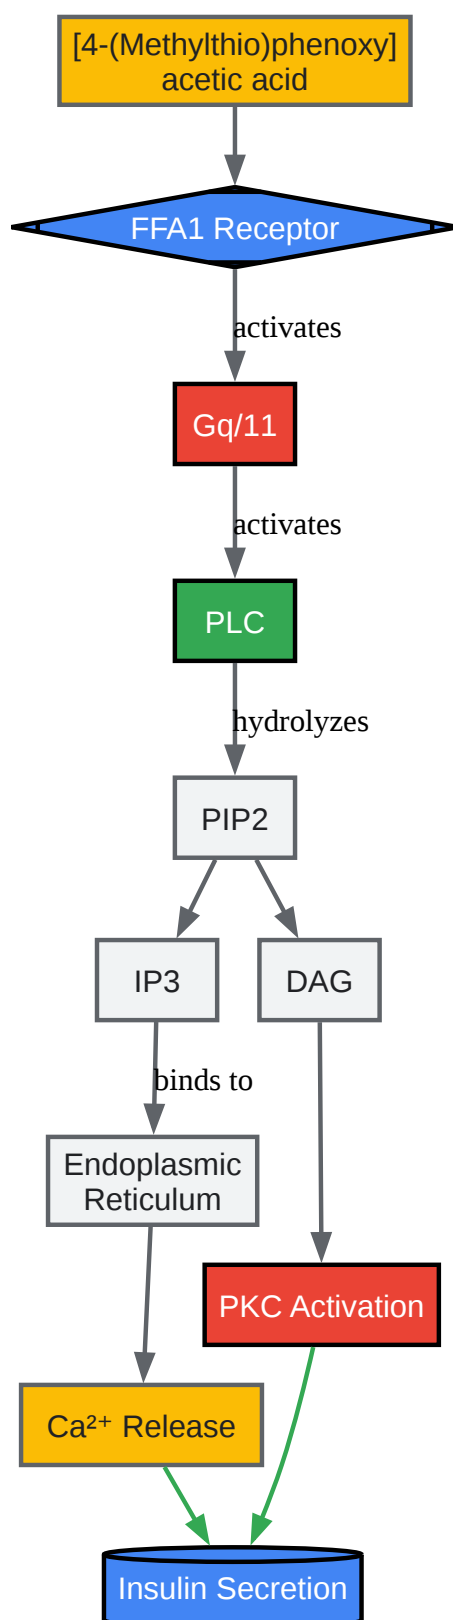 [4-(Methylthio)phenoxy]
acetic acid
FFA1 Receptor
activates
Gq/11
activates
PLC
hydrolyzes
PIP2
IP3
DAG
binds to
Endoplasmic
Reticulum
PKC Activation
Ca²⁺ Release
Insulin Secretion